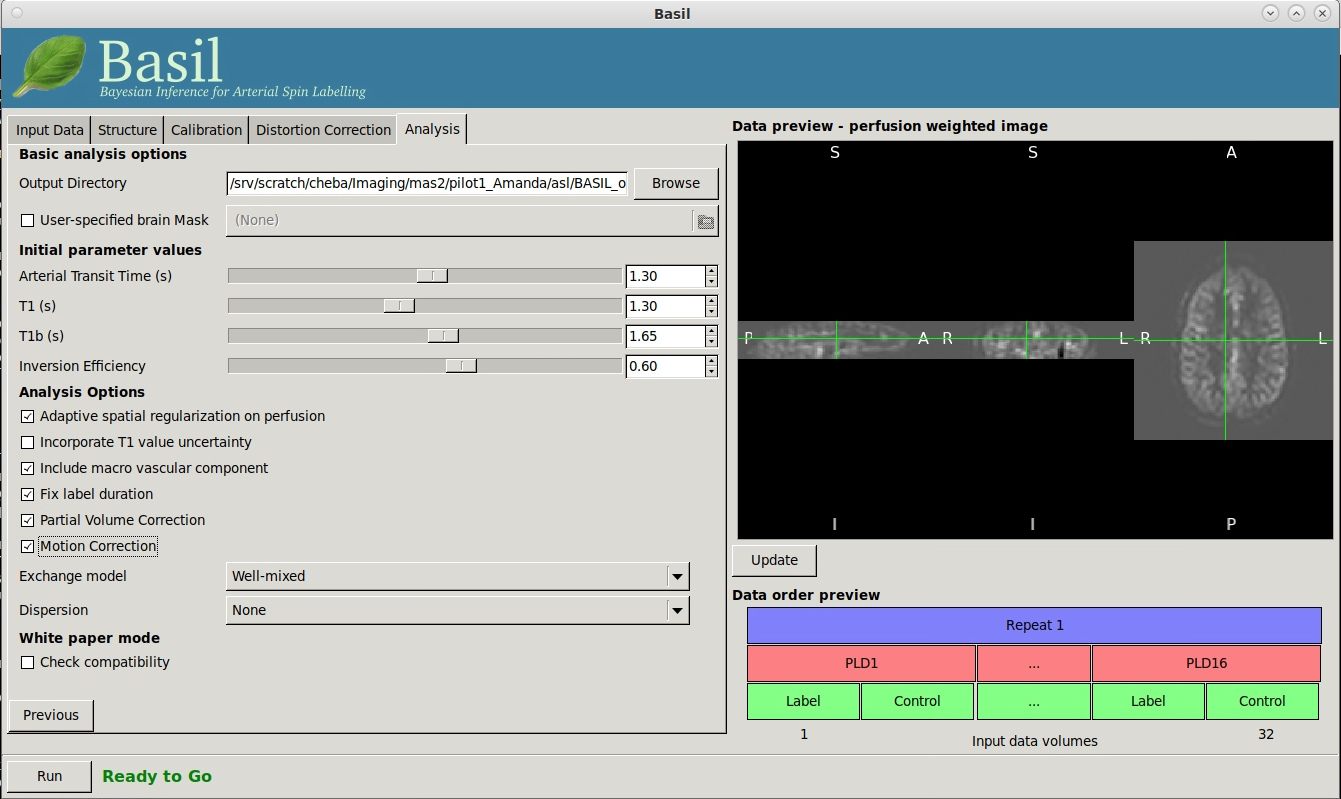 Basil
Basil
Bayesian Inference for Arterial Spin Labelling
Input Data Structure Calibration Distortion Correction Analysis
Basic analysis options
Output Directory /srv/scratch/cheba/Imaging/mas2/pilot1_Amanda/asl/BASIL_o Browse
User-specified brain Mask (None)
Initial parameter values
Arterial Transit Time (s) 1.30
T1 (s) 1.30
T1b (s) 1.65
Inversion Efficiency 0.60
Analysis Options
Adaptive spatial regularization on perfusion
Incorporate T1 value uncertainty
Include macro vascular component
Fix label duration
Partial Volume Correction
Motion Correction
Exchange model Well-mixed
Dispersion None
White paper mode
Check compatibility
Previous
Data preview - perfusion weighted image
S S A
P A R L R L
I I P
Update
Data order preview
Repeat 1
PLD1 ... PLD16
Label Control ... Label Control
1 Input data volumes 32
Run Ready to Go